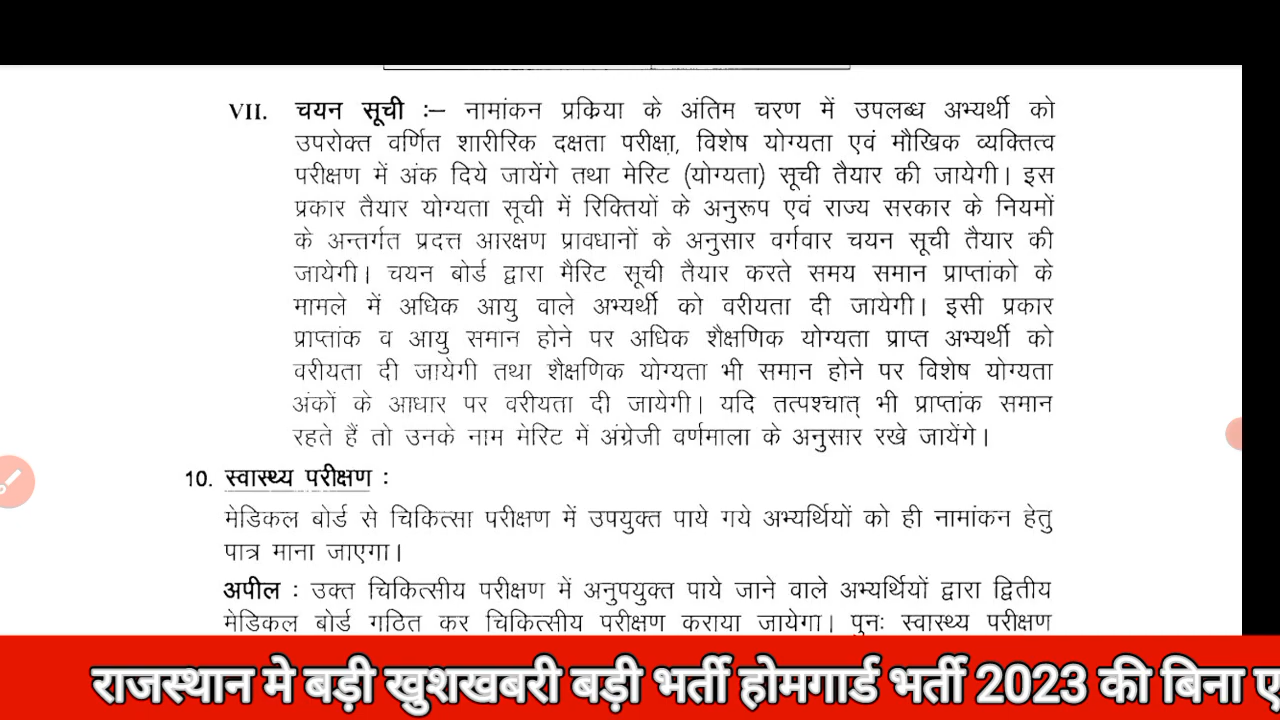 VII. चयन सूची :– नामांकन प्रक्रिया के अंतिम चरण में उपलब्ध अभ्यर्थी को
उपरोक्त वर्णित शारीरिक दक्षता परीक्षा, विशेष योग्यता एवं मौखिक व्यक्तित्व
परीक्षण में अंक दिये जायेंगे तथा मेरिट (योग्यता) सूची तैयार की जायेगी। इस
प्रकार तैयार योग्यता सूची में रिक्तियों के अनुरूप एवं राज्य सरकार के नियमों
के अन्तर्गत प्रदत्त आरक्षण प्रावधानों के अनुसार वर्गवार चयन सूची तैयार की
जायेगी। चयन बोर्ड द्वारा मैरिट सूची तैयार करते समय समान प्राप्तांको के
मामले में अधिक आयु वाले अभ्यर्थी को वरीयता दी जायेगी। इसी प्रकार
प्राप्तांक व आयु समान होने पर अधिक शैक्षणिक योग्यता प्राप्त अभ्यर्थी को
वरीयता दी जायेगी तथा शैक्षणिक योग्यता भी समान होने पर विशेष योग्यता
अंकों के आधार पर वरीयता दी जायेगी। यदि तत्पश्चात् भी प्राप्तांक समान
रहते हैं तो उनके नाम मेरिट में अंग्रेजी वर्णमाला के अनुसार रखे जायेंगे।
10. स्वास्थ्य परीक्षण :
मेडिकल बोर्ड से चिकित्सा परीक्षण में उपयुक्त पाये गये अभ्यर्थियों को ही नामांकन हेतु
पात्र माना जाएगा।
अपील : उक्त चिकित्सीय परीक्षण में अनुपयुक्त पाये जाने वाले अभ्यर्थियों द्वारा द्वितीय
मेडिकल बोर्ड गठित कर चिकित्सीय परीक्षण कराया जायेगा। पुनः स्वास्थ्य परीक्षण
राजस्थान मे बड़ी खुशखबरी बड़ी भर्ती होमगार्ड भर्ती 2023 की बिना ए